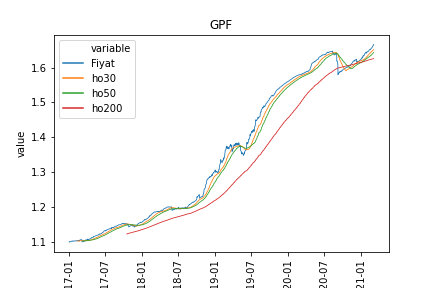 GPF
variable
Fiyat
ho30
ho50
ho200
value
1.6
1.5
1.4
1.3
1.2
1.1
17-01
17-07
18-01
18-07
19-01
19-07
20-01
20-07
21-01